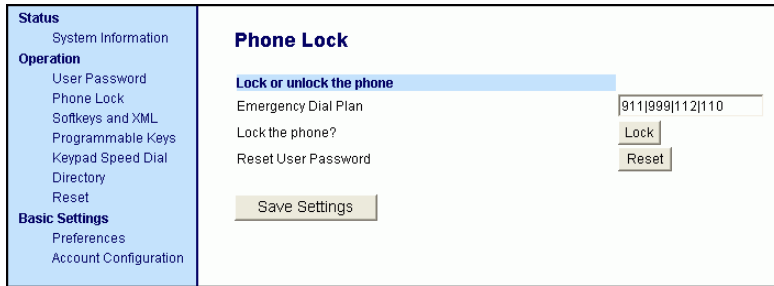 Status
System Information
Operation
User Password
Phone Lock
Softkeys and XML
Programmable Keys
Keypad Speed Dial
Directory
Reset
Basic Settings
Preferences
Account Configuration
Phone Lock
Lock or unlock the phone
Emergency Dial Plan 911|999|112|110
Lock the phone? Lock
Reset User Password Reset
Save Settings